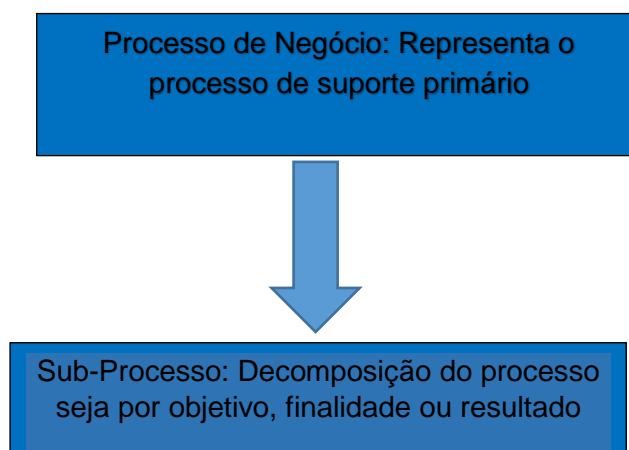 Processo de Negócio: Representa o
processo de suporte primário
Sub-Processo: Decomposição do processo
seja por objetivo, finalidade ou resultado